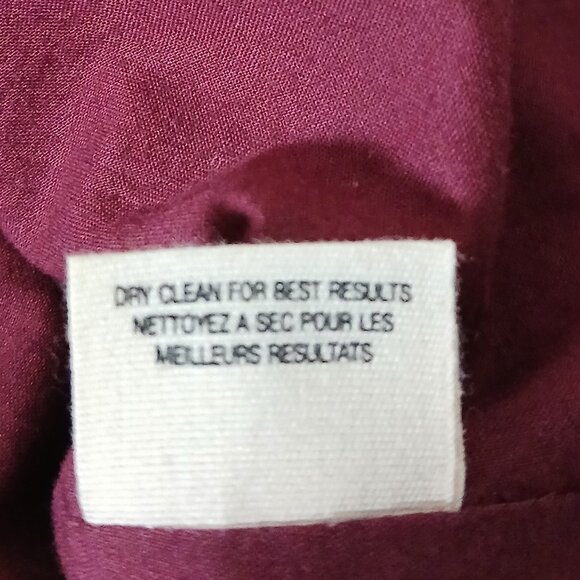 DRY CLEAN FOR BEST RESULTS
NETTOYEZ A SEC POUR LES
MEILLEURS RESULTATS